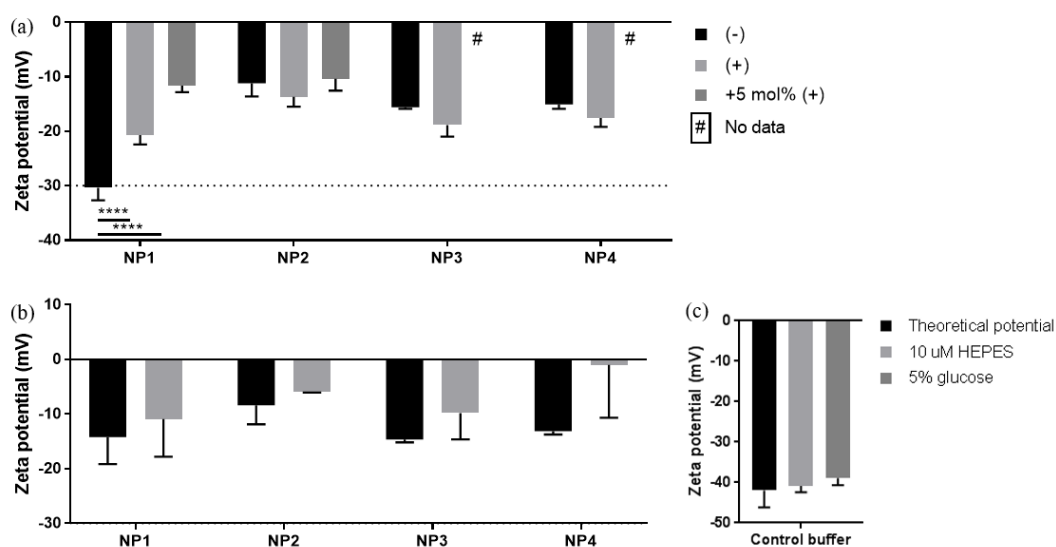 (a)
Zeta potential (mV)
0
-10
-20
-30
-40
#
#
****
****
NP1
NP2
NP3
NP4
(-)
(+)
+5 mol% (+)
# No data
(b)
Zeta potential (mV)
10
0
-10
-20
-30
NP1
NP2
NP3
NP4
(c)
Zeta potential (mV)
0
-10
-20
-30
-40
-50
Control buffer
Theoretical potential
10 uM HEPES
5% glucose